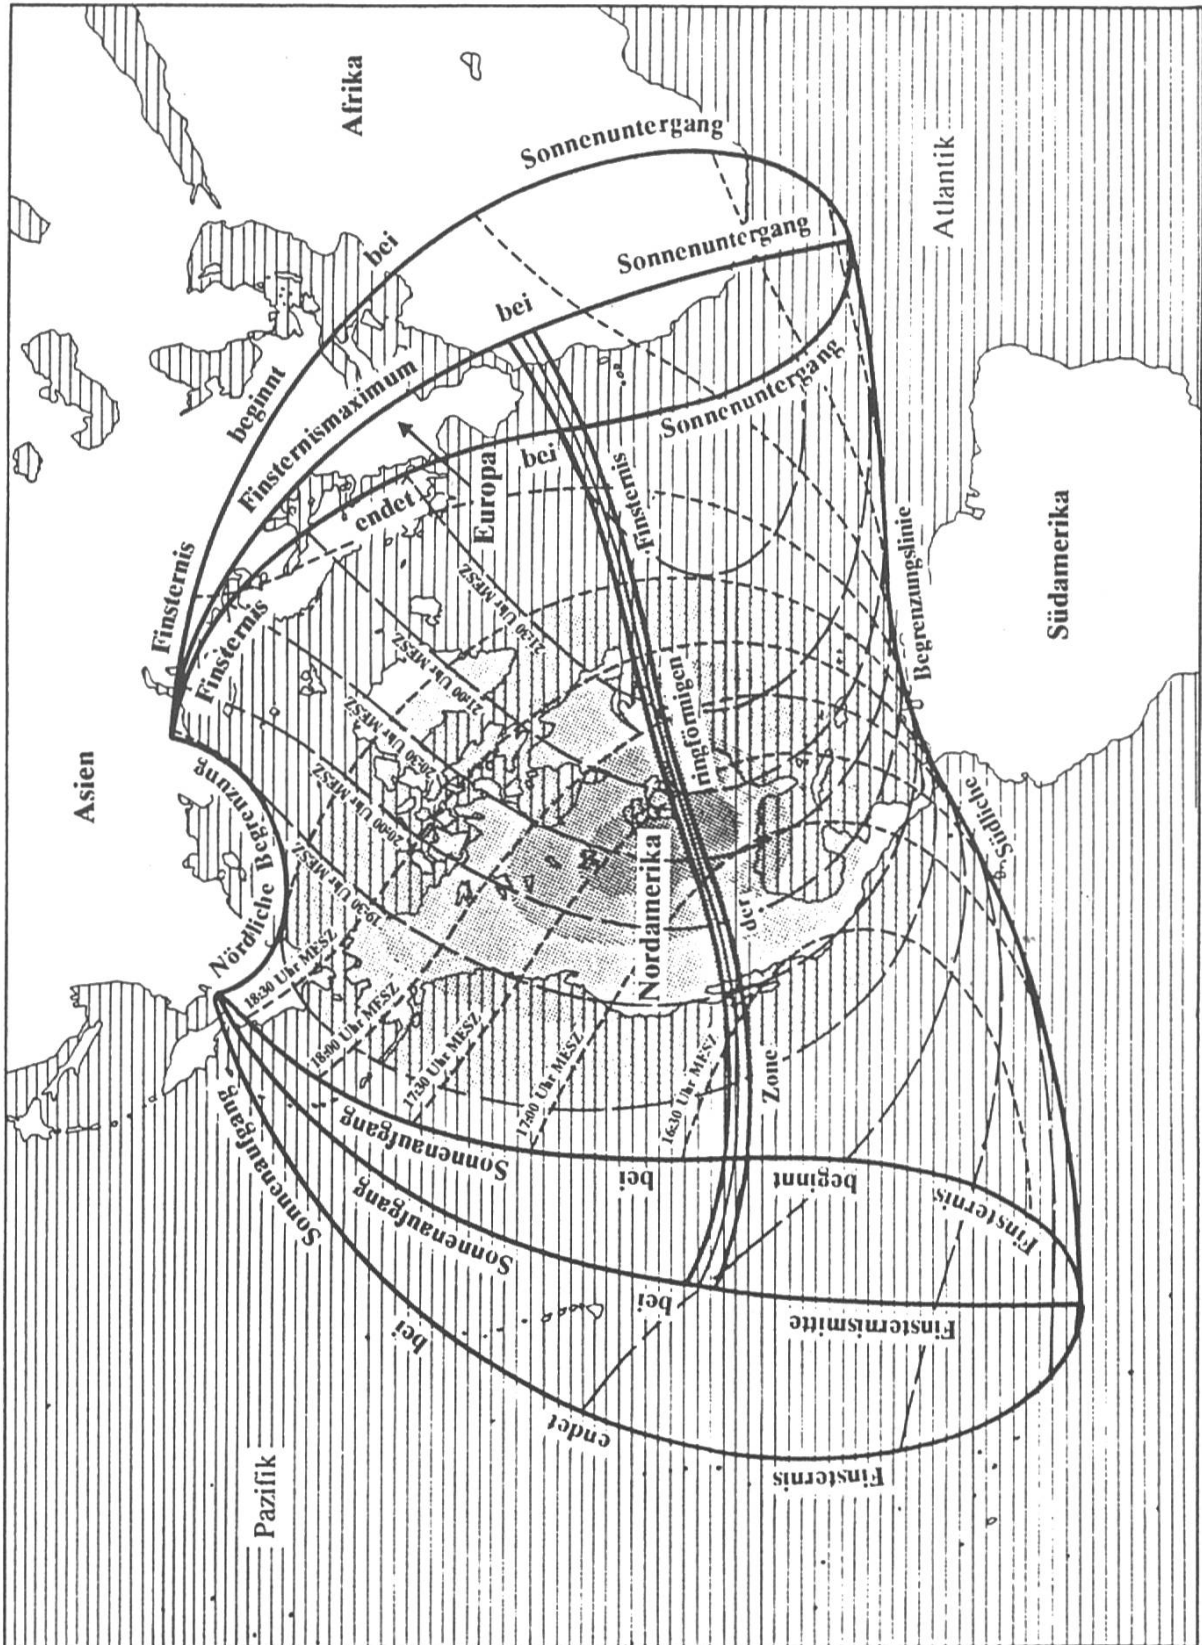 Asien
Afrika
Europa
Atlantik
Pazifik
Nordamerika
Südamerika
Nördliche Begrenzung
Südliche Begrenzungslinie
Finsternis beginnt bei Sonnenuntergang
Finsternismaximum bei Sonnenuntergang
Finsternis endet bei Sonnenuntergang
Zone der ringförmigen Finsternis
Finsternis beginnt bei Sonnenaufgang
Finsternismitte bei Sonnenaufgang
Finsternis endet bei Sonnenaufgang
16:30 Uhr MESZ
17:00 Uhr MESZ
17:30 Uhr MESZ
18:00 Uhr MESZ
18:30 Uhr MESZ
19:30 Uhr MESZ
20:00 Uhr MESZ
20:30 Uhr MESZ
21:00 Uhr MESZ
21:30 Uhr MESZ